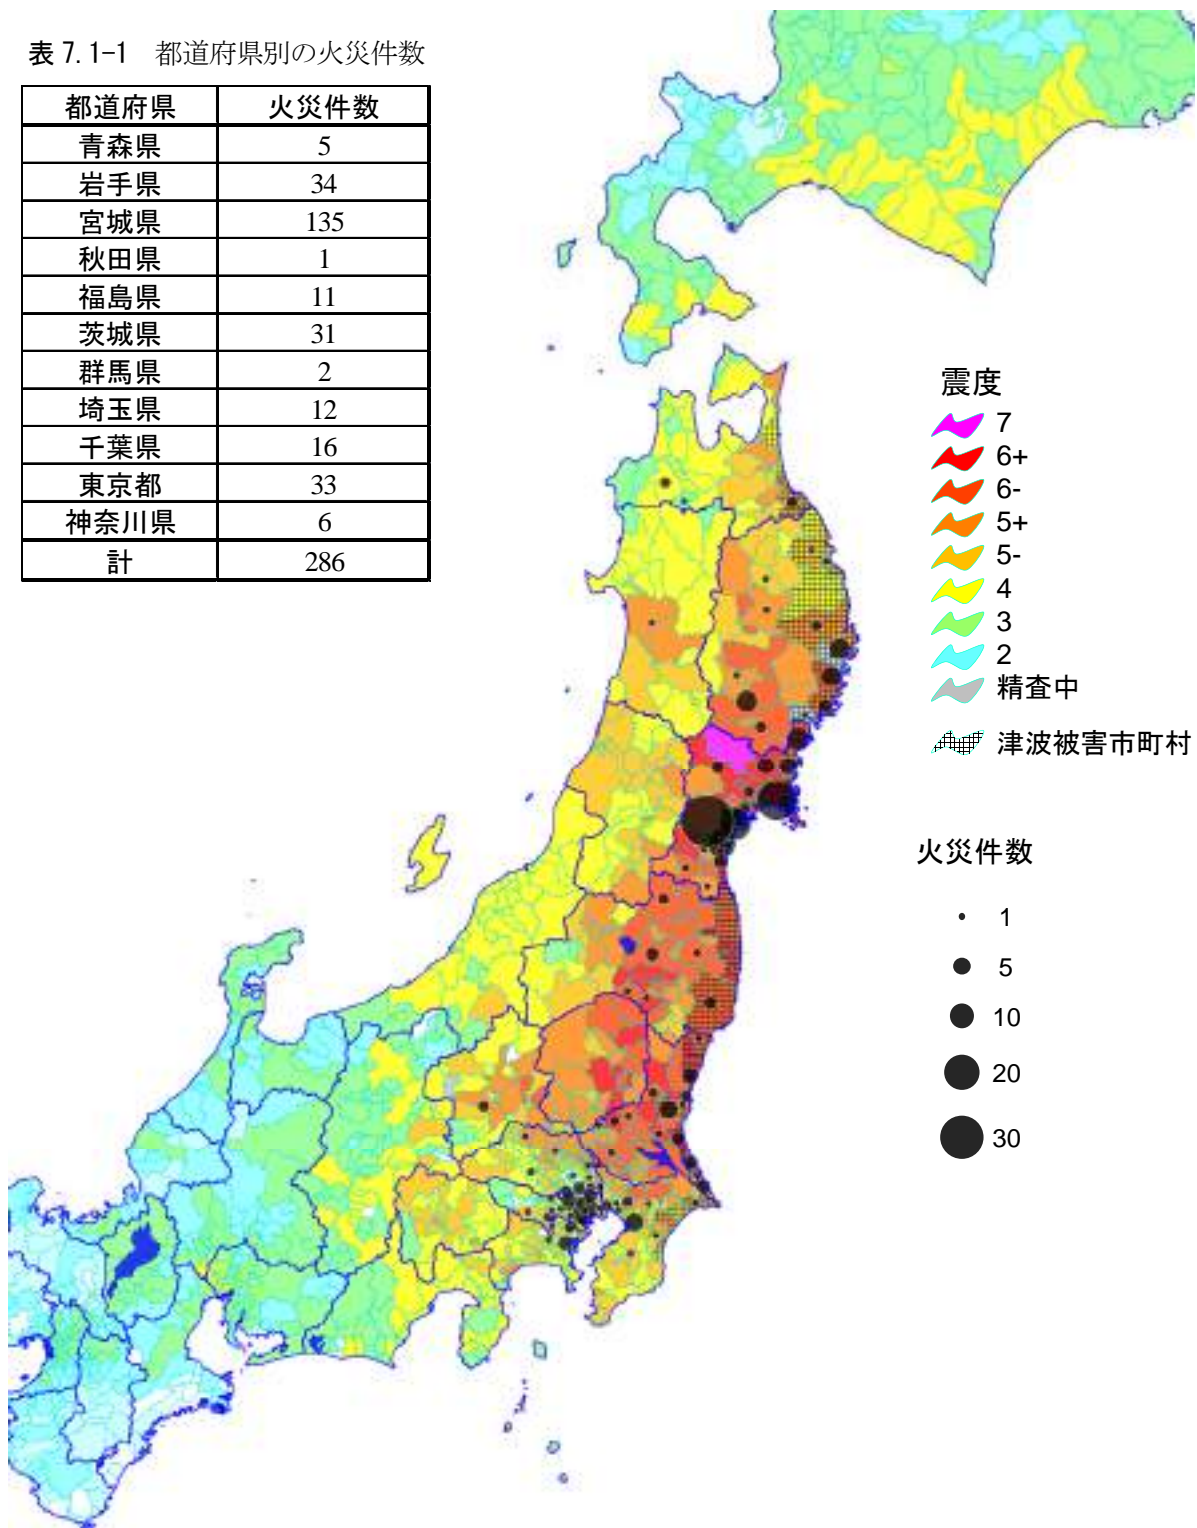 表 7.1-1 都道府県別の火災件数
都道府県 火災件数
青森県 5
岩手県 34
宮城県 135
秋田県 1
福島県 11
茨城県 31
群馬県 2
埼玉県 12
千葉県 16
東京都 33
神奈川県 6
計 286
震度
7
6+
6-
5+
5-
4
3
2
精査中
津波被害市町村
火災件数
1
5
10
20
30